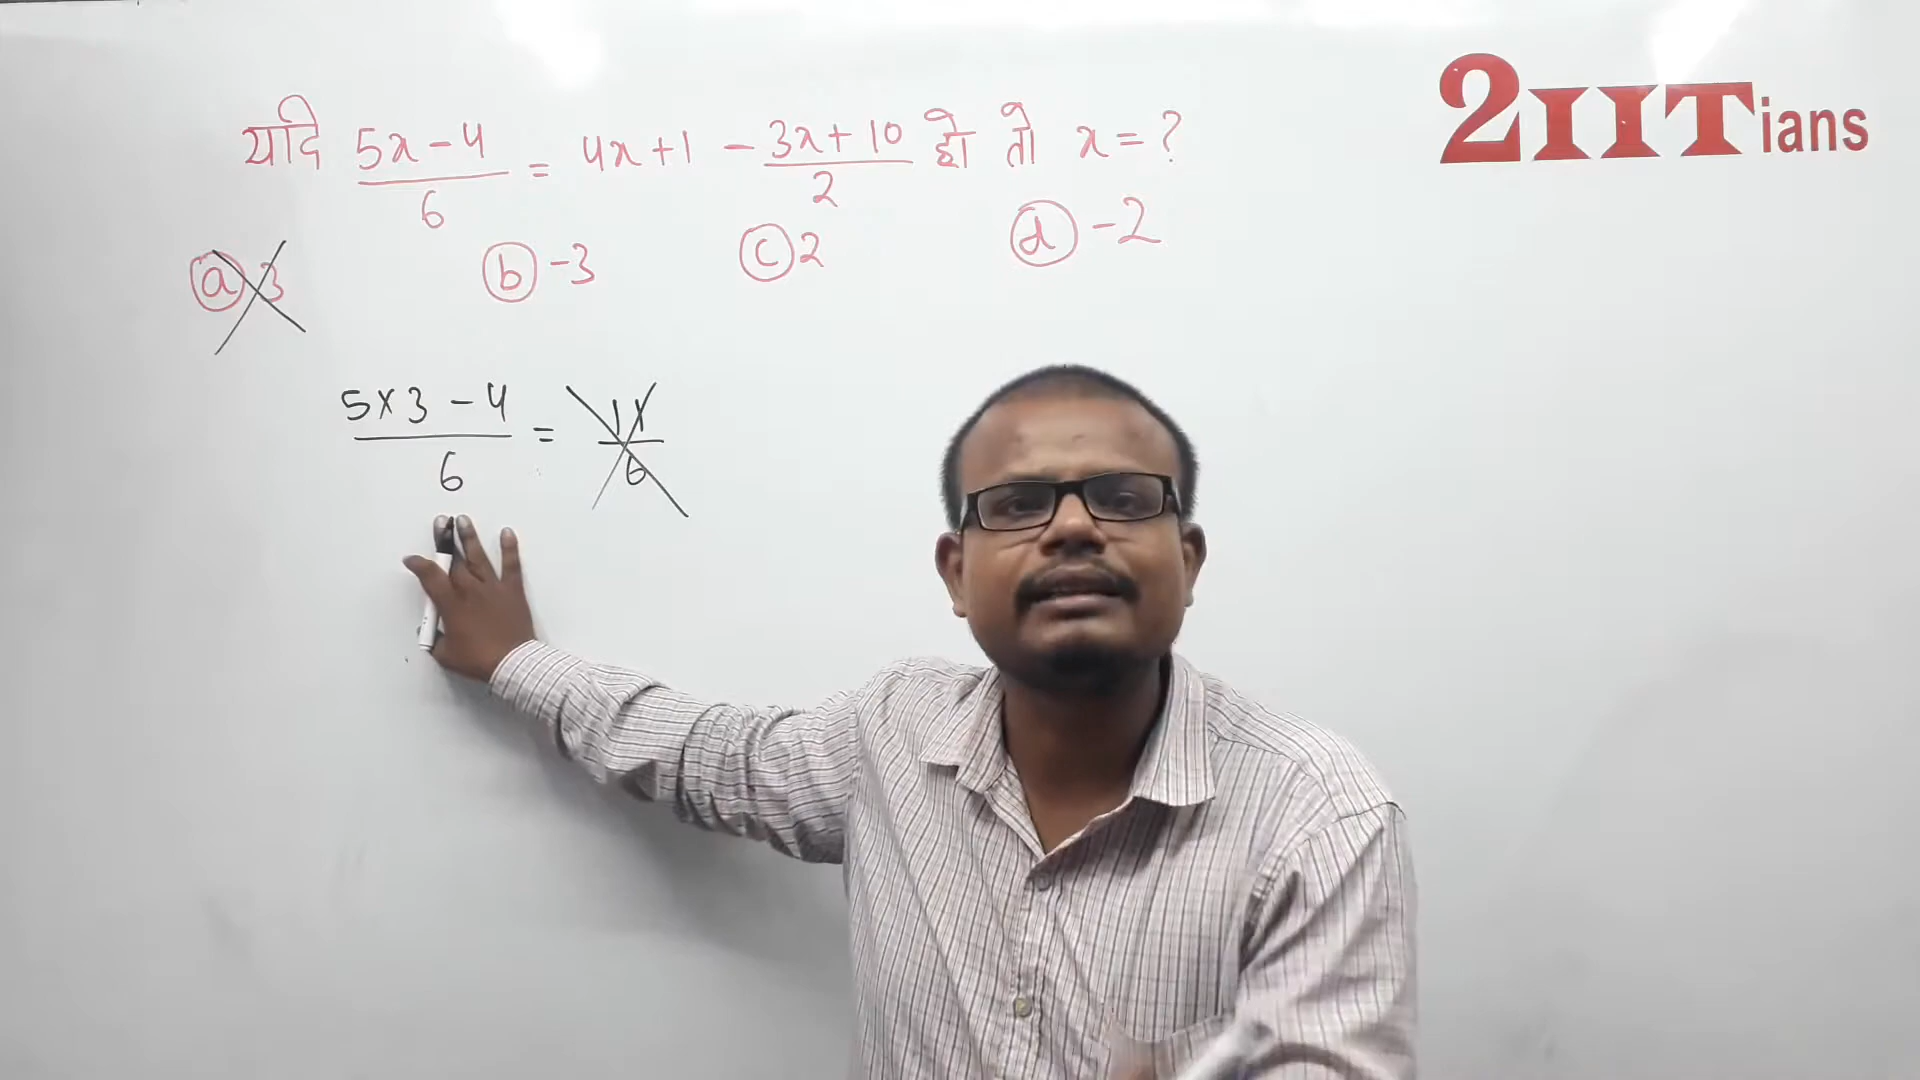 2IITians
यदि (5x-4)/6 = 4x+1 - (3x+10)/2 हो तो x = ?
(a) 3 (b) -3 (c) 2 (d) -2
(5×3-4)/6 = 11/6